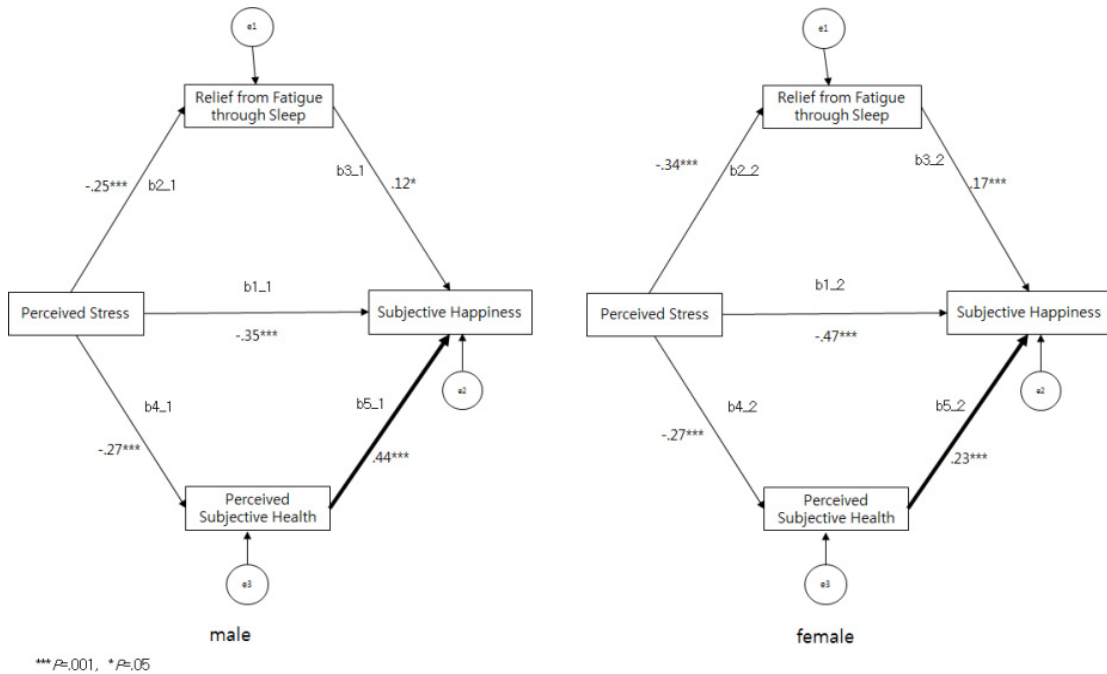 e1
Relief from Fatigue
through Sleep
-.25***
b2_1
b3_1
.12*
Perceived Stress
b1_1
-.35***
Subjective Happiness
e2
b4_1
-.27***
b5_1
.44***
Perceived
Subjective Health
e3
male
e1
Relief from Fatigue
through Sleep
-.34***
b2_2
b3_2
.17***
Perceived Stress
b1_2
-.47***
Subjective Happiness
e2
b4_2
-.27***
b5_2
.23***
Perceived
Subjective Health
e3
female
***P=.001, *P=.05